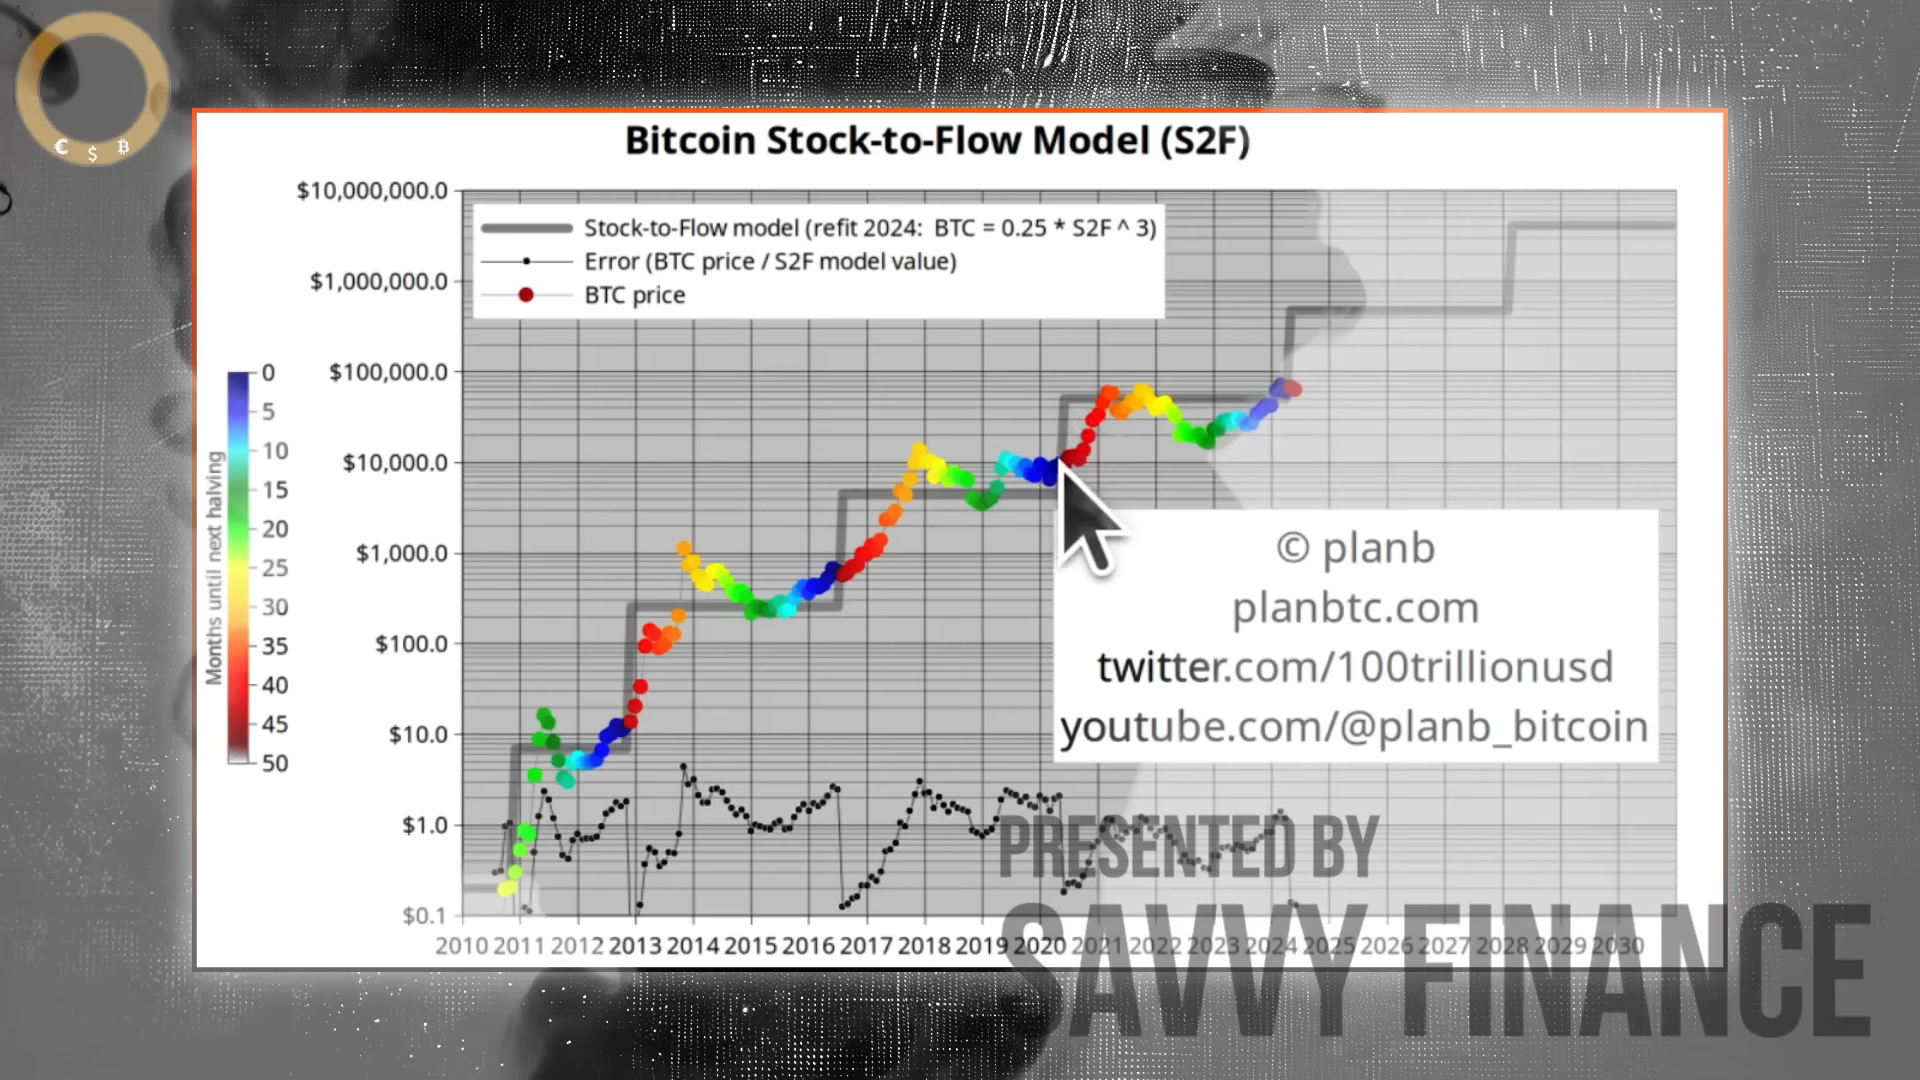 € $ ₿
Bitcoin Stock-to-Flow Model (S2F)
$10,000,000.0
$1,000,000.0
$100,000.0
$10,000.0
$1,000.0
$100.0
$10.0
$1.0
$0.1
Stock-to-Flow model (refit 2024: BTC = 0.25 * S2F ^ 3)
Error (BTC price / S2F model value)
BTC price
Months until next halving
0
5
10
15
20
25
30
35
40
45
50
© planb
planbtc.com
twitter.com/100trillionusd
youtube.com/@planb_bitcoin
2010 2011 2012 2013 2014 2015 2016 2017 2018 2019 2020 2021 2022 2023 2024 2025 2026 2027 2028 2029 2030
PRESENTED BY
SAVVY FINANCE